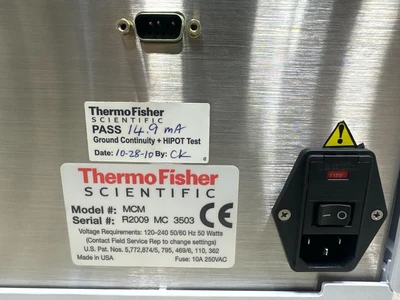 ThermoFisher
SCIENTIFIC
PASS 14.9 mA
Ground Continuity + HIPOT Test
Date: 10-28-10 By: CK
ThermoFisher
SCIENTIFIC
Model #: MCM
Serial #: R2009 MC 3503 CE
Voltage Requirements: 120-240 50/60 Hz 50 Watts
(Contact Field Service Rep to change settings)
U.S. Pat. Nos. 5,772,874/5, 795, 469/6, 110, 362
Made in USA Fuse: 10A 250VAC